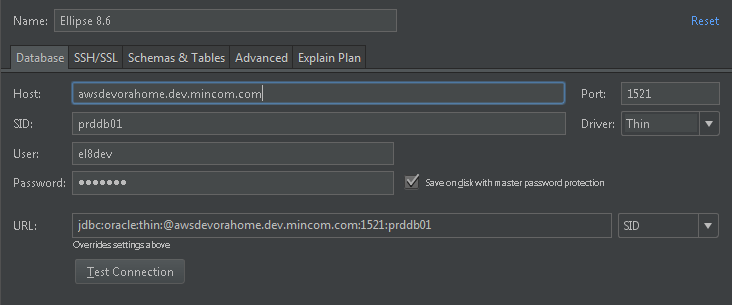 Name: Ellipse 8.6 Reset
Database SSH/SSL Schemas & Tables Advanced Explain Plan
Host: awsdevorahome.dev.mincom.com Port: 1521
SID: prddb01 Driver: Thin
User: el8dev
Password: ●●●●●●● Save on disk with master password protection
URL: jdbc:oracle:thin:@awsdevorahome.dev.mincom.com:1521:prddb01 SID
Overrides settings above
Test Connection